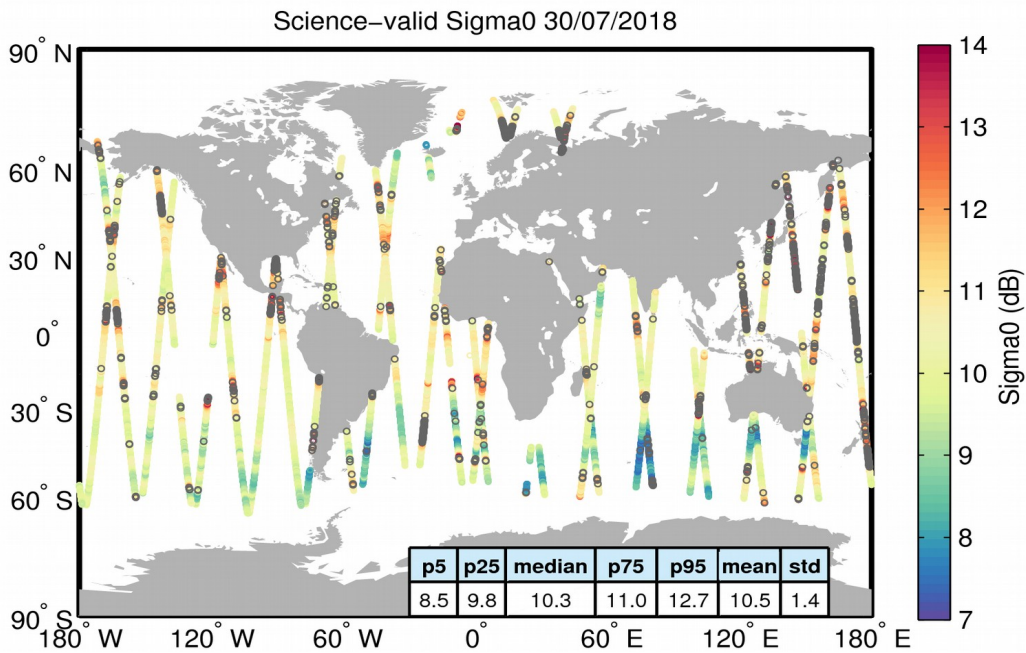 Science−valid Sigma0 30/07/2018
90° N
60° N
30° N
0°
30° S
60° S
90° S
180° W
120° W
60° W
0°
60° E
120° E
180° E
14
13
12
11
10
9
8
7
Sigma0 (dB)
p5 p25 median p75 p95 mean std
8.5 9.8 10.3 11.0 12.7 10.5 1.4